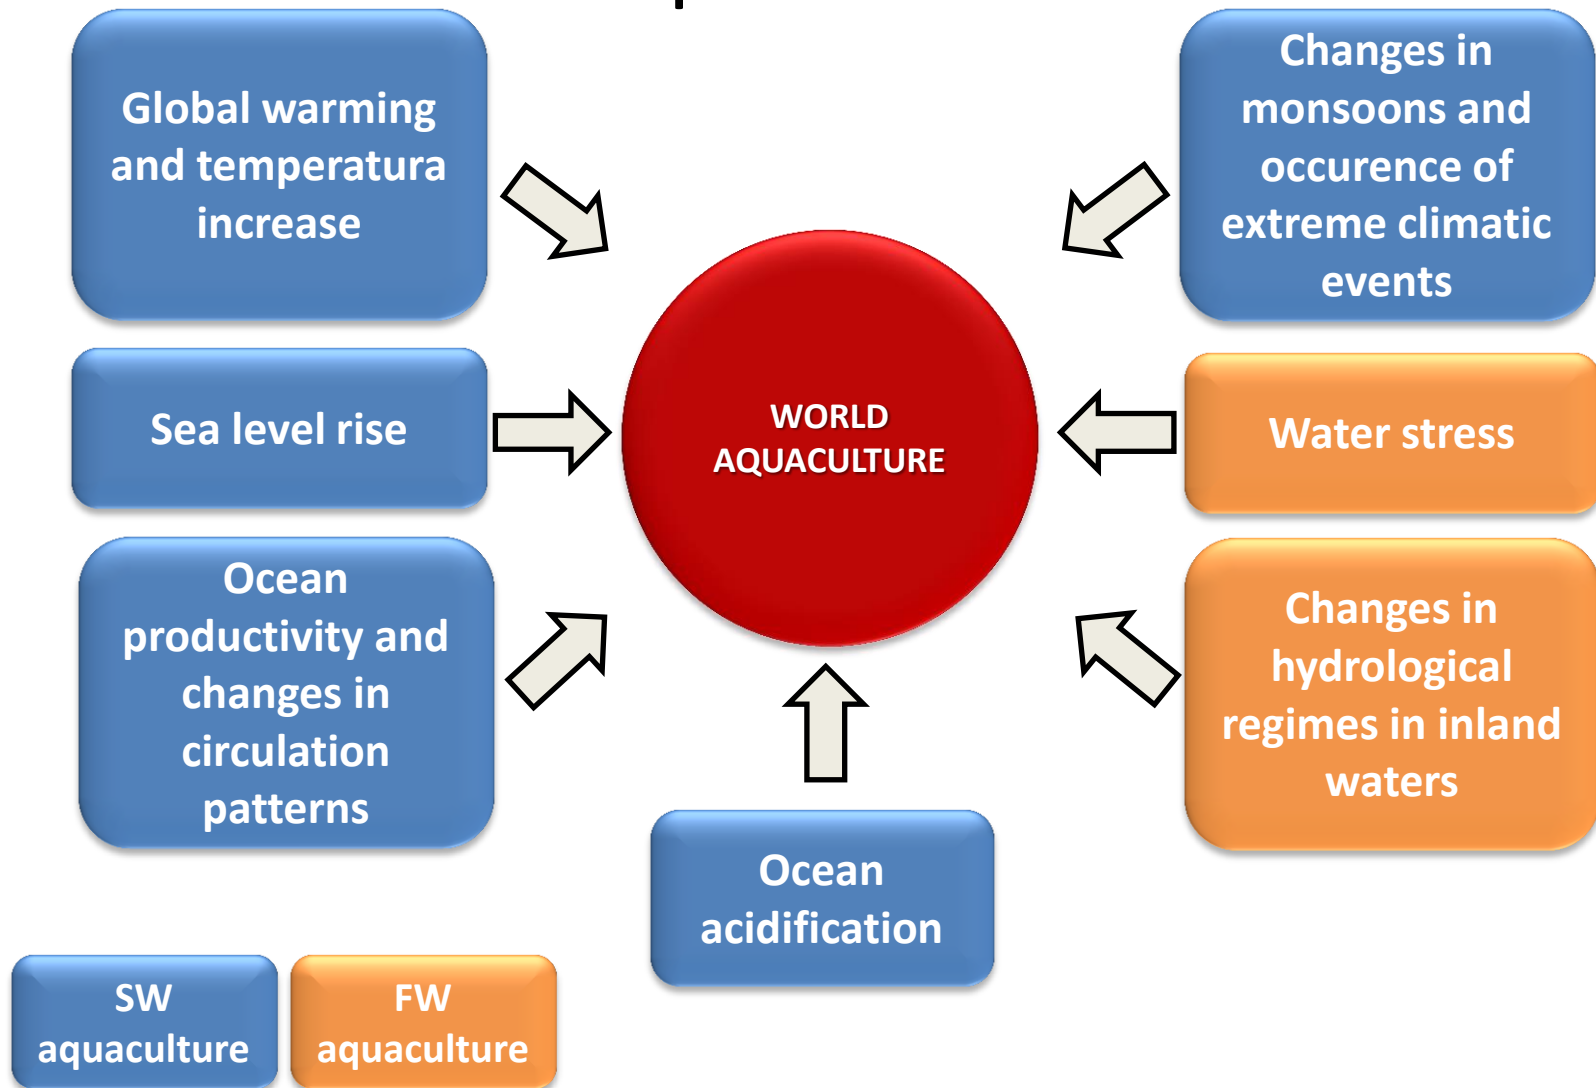 Global warming
and temperatura
increase
Changes in
monsoons and
occurence of
extreme climatic
events
Sea level rise
WORLD
AQUACULTURE
Water stress
Ocean
productivity and
changes in
circulation
patterns
Changes in
hydrological
regimes in inland
waters
Ocean
acidification
SW
aquaculture
FW
aquaculture